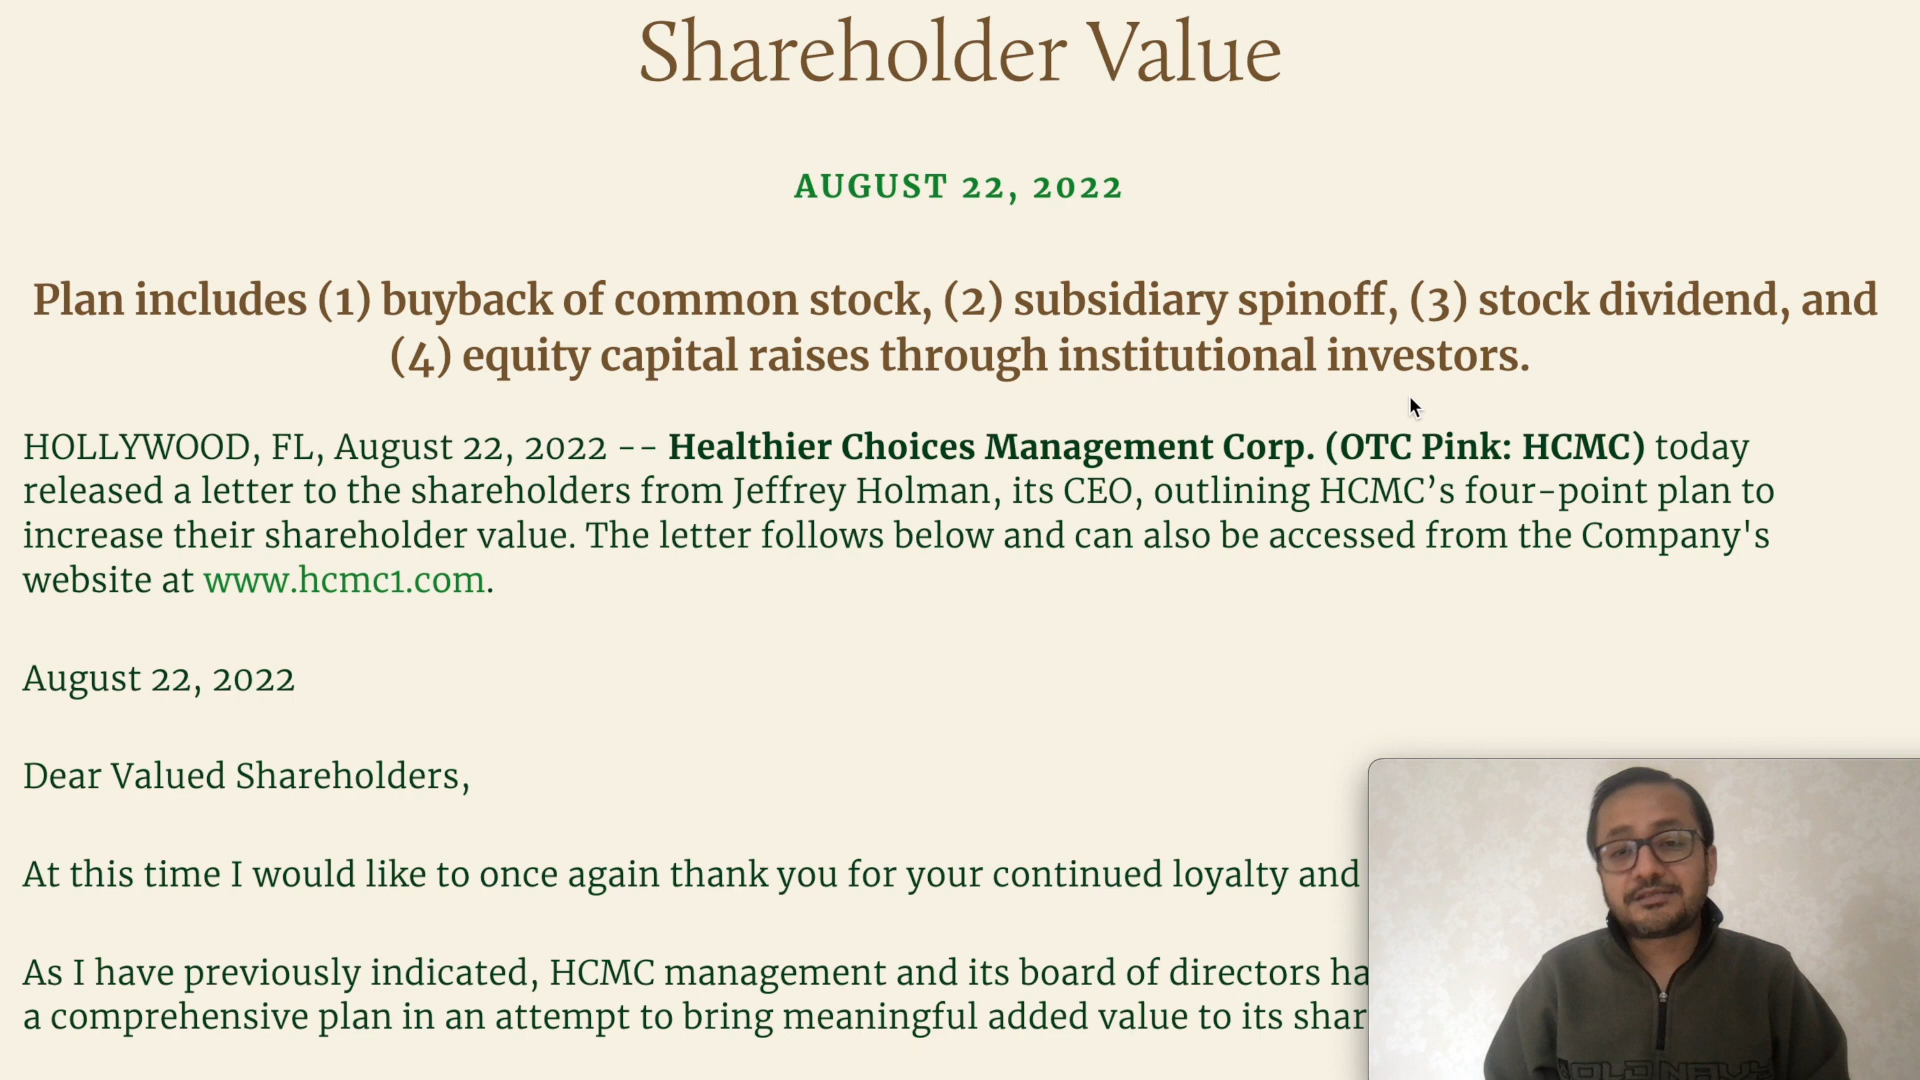 Shareholder Value
AUGUST 22, 2022
Plan includes (1) buyback of common stock, (2) subsidiary spinoff, (3) stock dividend, and
(4) equity capital raises through institutional investors.
HOLLYWOOD, FL, August 22, 2022 -- Healthier Choices Management Corp. (OTC Pink: HCMC) today
released a letter to the shareholders from Jeffrey Holman, its CEO, outlining HCMC’s four-point plan to
increase their shareholder value. The letter follows below and can also be accessed from the Company's
website at www.hcmc1.com.
August 22, 2022
Dear Valued Shareholders,
At this time I would like to once again thank you for your continued loyalty and
As I have previously indicated, HCMC management and its board of directors ha
a comprehensive plan in an attempt to bring meaningful added value to its shar
OLD NAVY